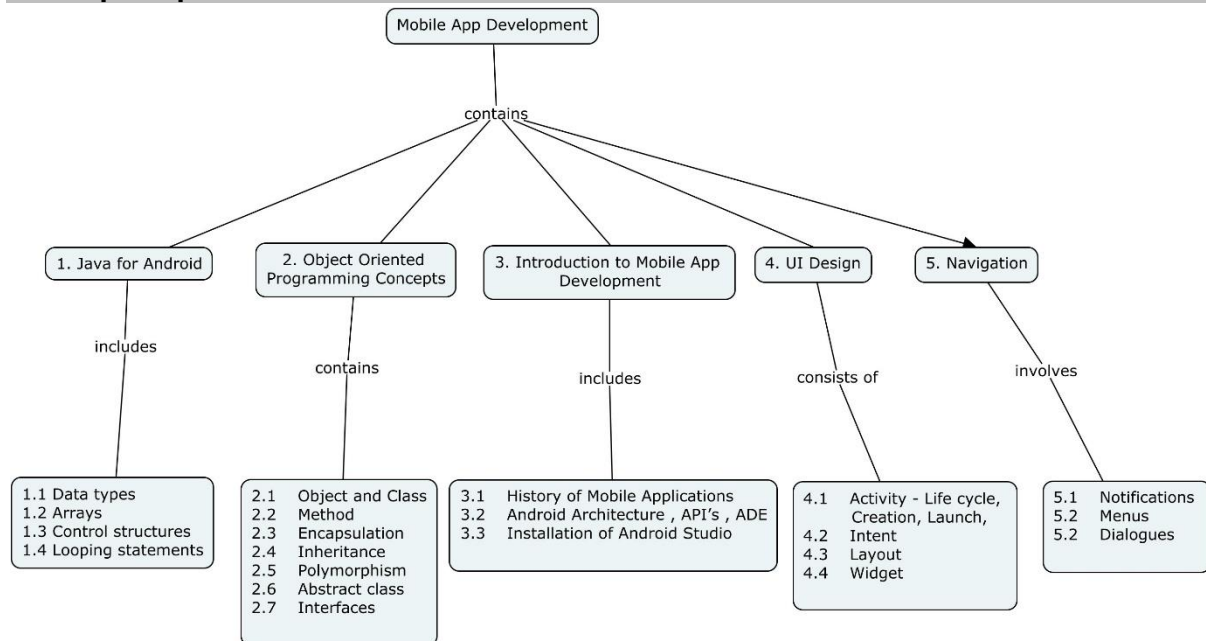 Mobile App Development
contains
1. Java for Android
2. Object Oriented
Programming Concepts
3. Introduction to Mobile App
Development
4. UI Design
5. Navigation
includes
contains
includes
consists of
involves
1.1 Data types
1.2 Arrays
1.3 Control structures
1.4 Looping statements
2.1 Object and Class
2.2 Method
2.3 Encapsulation
2.4 Inheritance
2.5 Polymorphism
2.6 Abstract class
2.7 Interfaces
3.1 History of Mobile Applications
3.2 Android Architecture , API's , ADE
3.3 Installation of Android Studio
4.1 Activity - Life cycle,
Creation, Launch,
4.2 Intent
4.3 Layout
4.4 Widget
5.1 Notifications
5.2 Menus
5.2 Dialogues